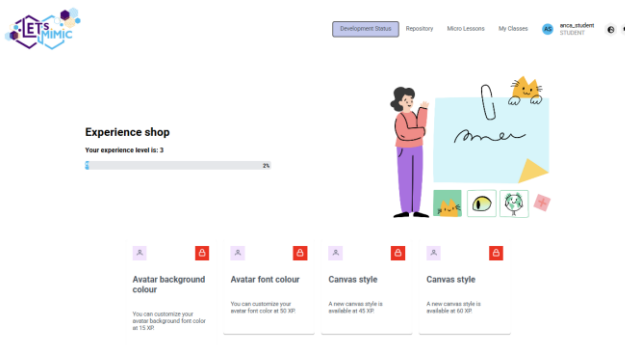 LETS
MIMIC
Development Status
Repository
Micro Lessons
My Classes
AS
anca_student
STUDENT
Experience shop
Your experience level is: 3
2%
Avatar background
colour
You can customize your
avatar background font color
at 15 XP.
Avatar font colour
You can customize your
avatar font color at 50 XP.
Canvas style
A new canvas style is
available at 45 XP.
Canvas style
A new canvas style is
available at 60 XP.